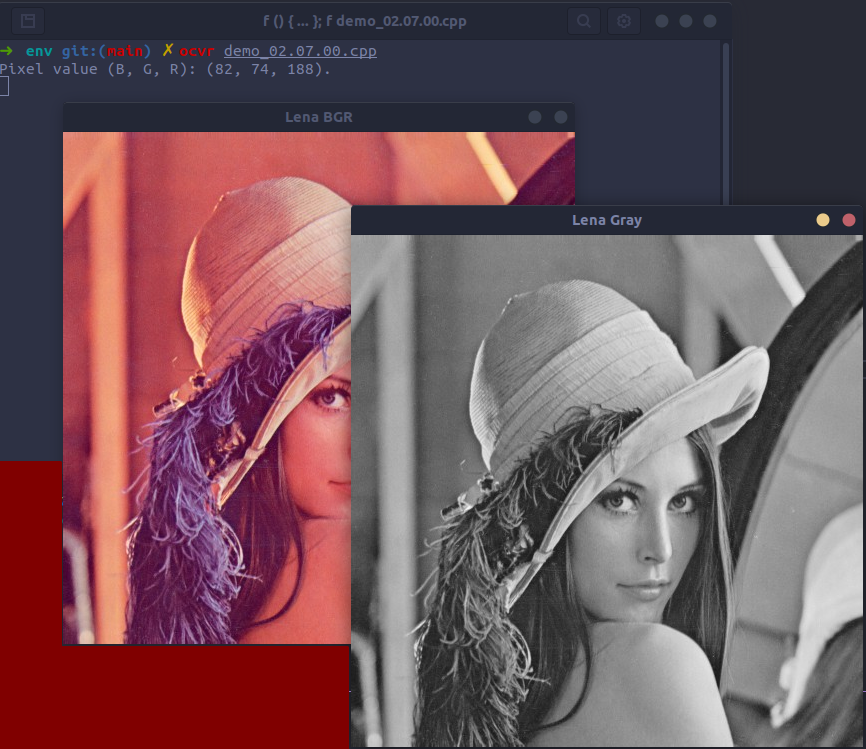 f () { ... }; f demo_02.07.00.cpp
➜ env git:(main) ✗ ocvr demo_02.07.00.cpp
Pixel value (B, G, R): (82, 74, 188).
Lena BGR
Lena Gray